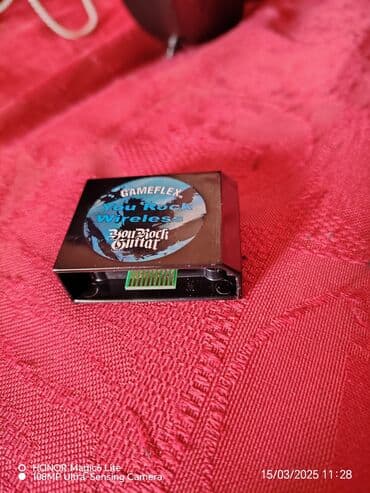 GAMEFLEX
You Rock
Wireless
You Rock
Guitar
HONOR Magic6 Lite
108MP Ultra-Sensing Camera
15/03/2025 11:28